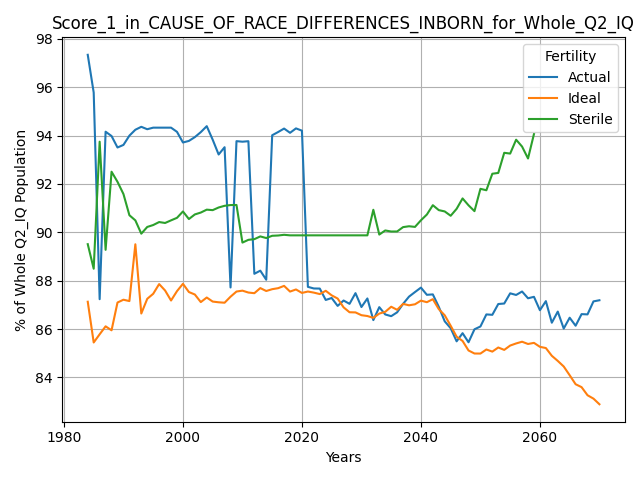 Score_1_in_CAUSE_OF_RACE_DIFFERENCES_INBORN_for_Whole_Q2_IQ
98
96
94
92
90
88
86
84
% of Whole Q2_IQ Population
Fertility
Actual
Ideal
Sterile
1980
2000
2020
2040
2060
Years